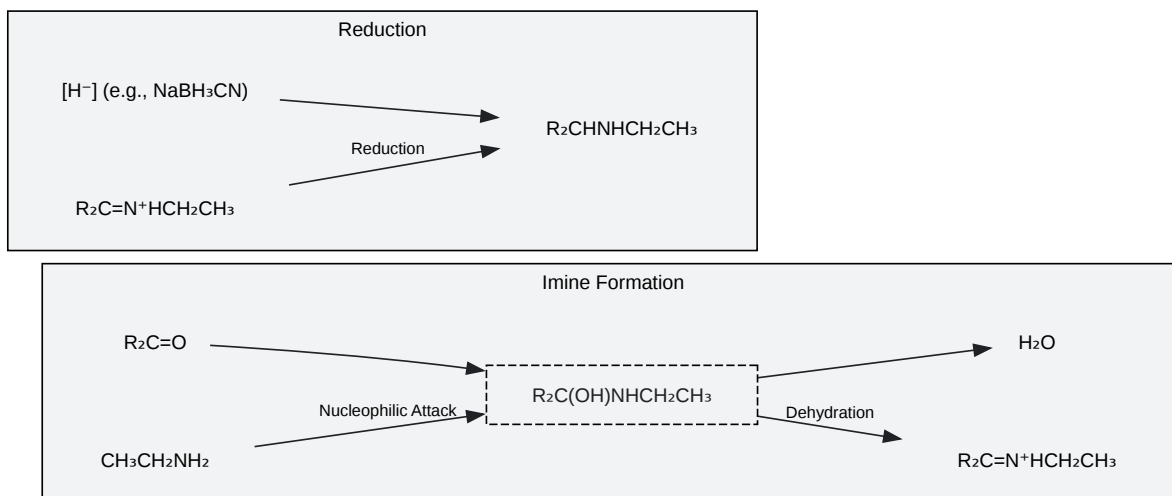 Reduction
[H⁻] (e.g., NaBH₃CN)
R₂CHNHCH₂CH₃
Reduction
R₂C=N⁺HCH₂CH₃
Imine Formation
R₂C=O
H₂O
R₂C(OH)NHCH₂CH₃
Nucleophilic Attack
Dehydration
CH₃CH₂NH₂
R₂C=N⁺HCH₂CH₃